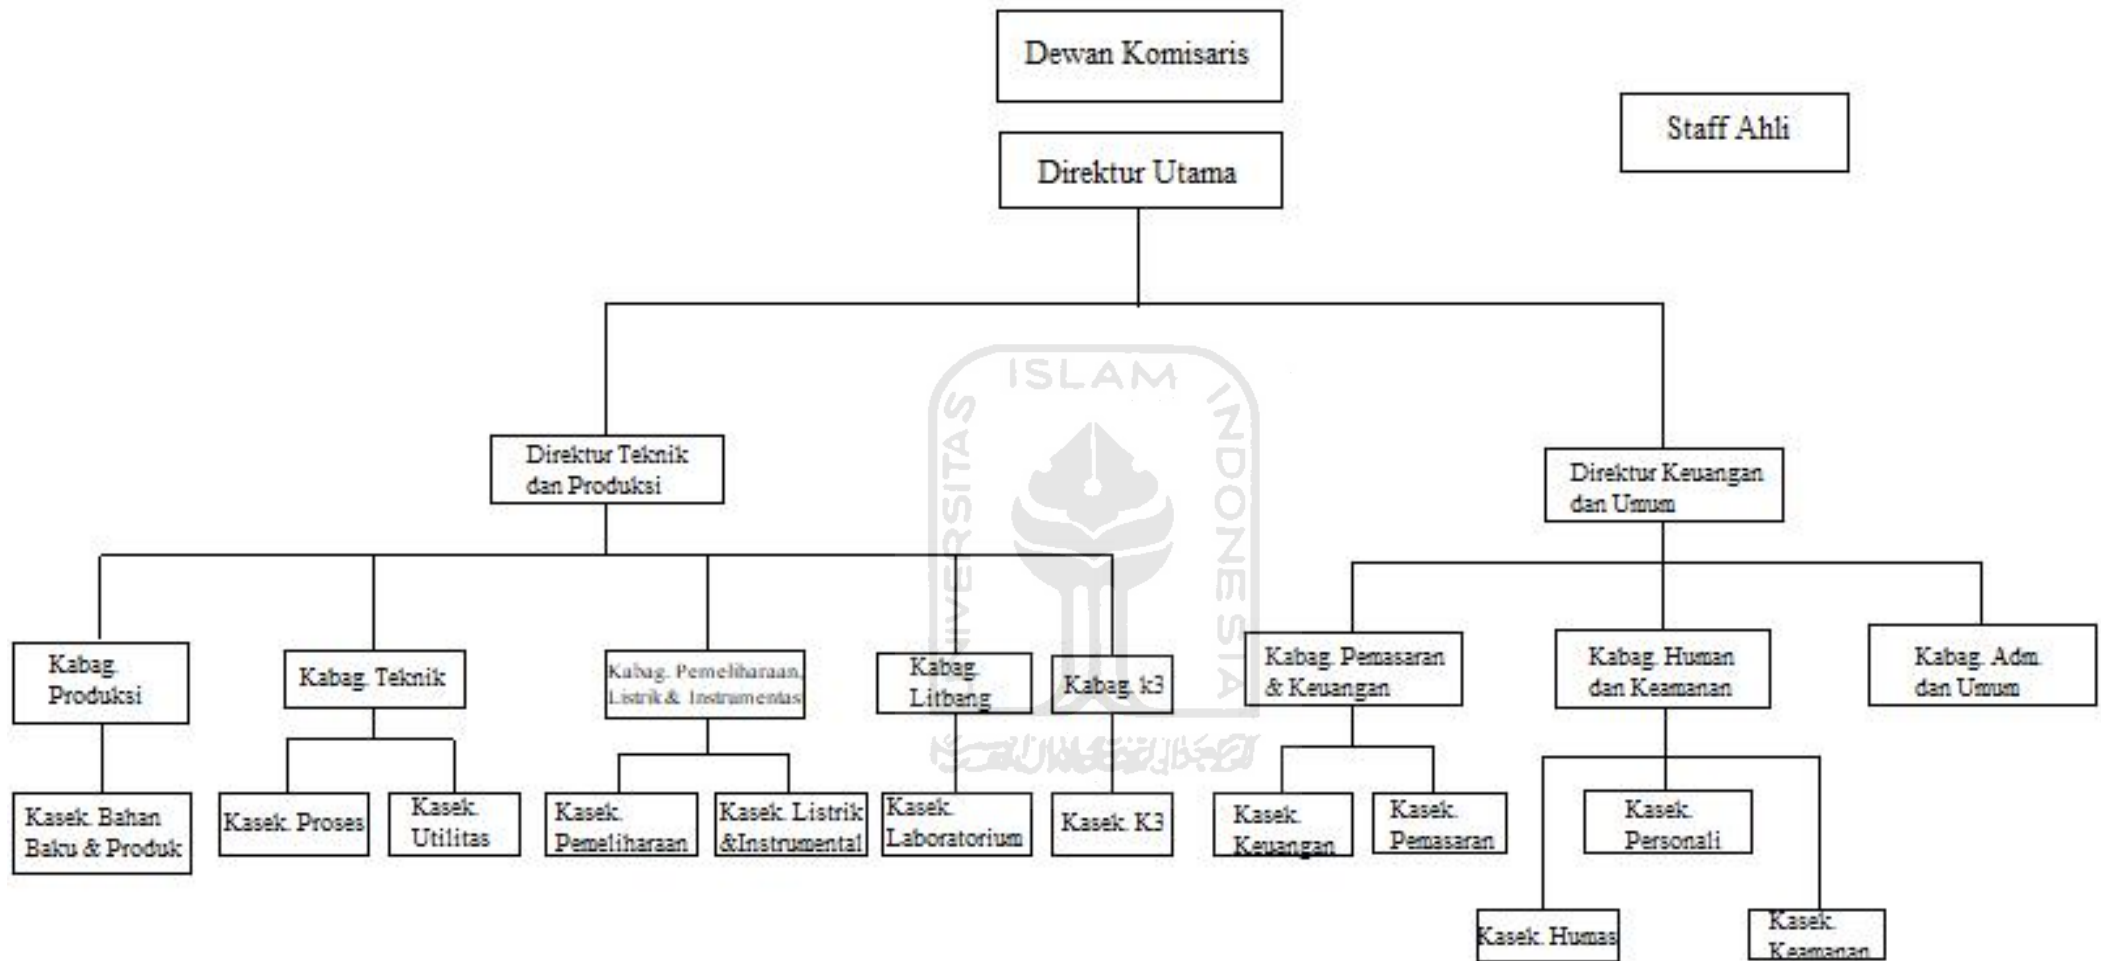 Dewan Komisaris
Staff Ahli
Direktur Utama
ISLAM
UNIVERSITAS
INDONESIA
Direktur Teknik
dan Produksi
Direktur Keuangan
dan Umum
Kabag.
Produksi
Kabag. Teknik
Kabag. Pemeliharaan,
Listrik & Instrumentas
Kabag.
Litbang
Kabag. k3
Kabag. Pemasaran
& Keuangan
Kabag. Human
dan Keamanan
Kabag. Adm.
dan Umum
Kasek. Bahan
Baku & Produk
Kasek. Proses
Kasek.
Utilitas
Kasek.
Pemeliharaan
Kasek. Listrik
&Instrumental
Kasek.
Laboratorium
Kasek. K3
Kasek.
Keuangan
Kasek.
Pemasaran
Kasek.
Personali
Kasek. Humas
Kasek.
Keamanan